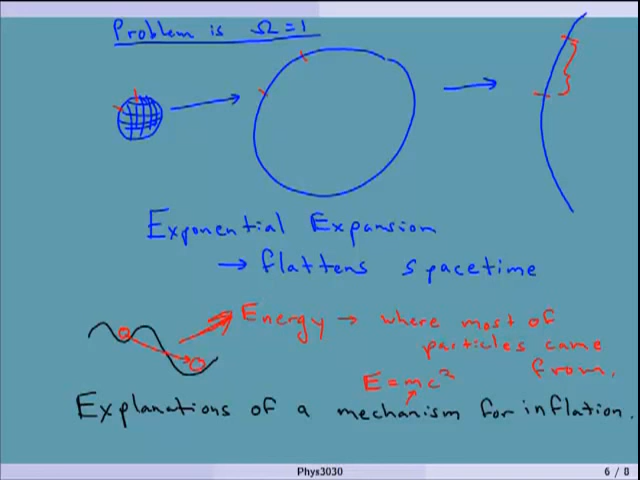 Problem is Ω=1
Exponential Expansion
→ flattens spacetime
Energy → where most of
particles came
from.
E = mc²
Explanations of a mechanism for inflation.
Phys3030
6 / 8